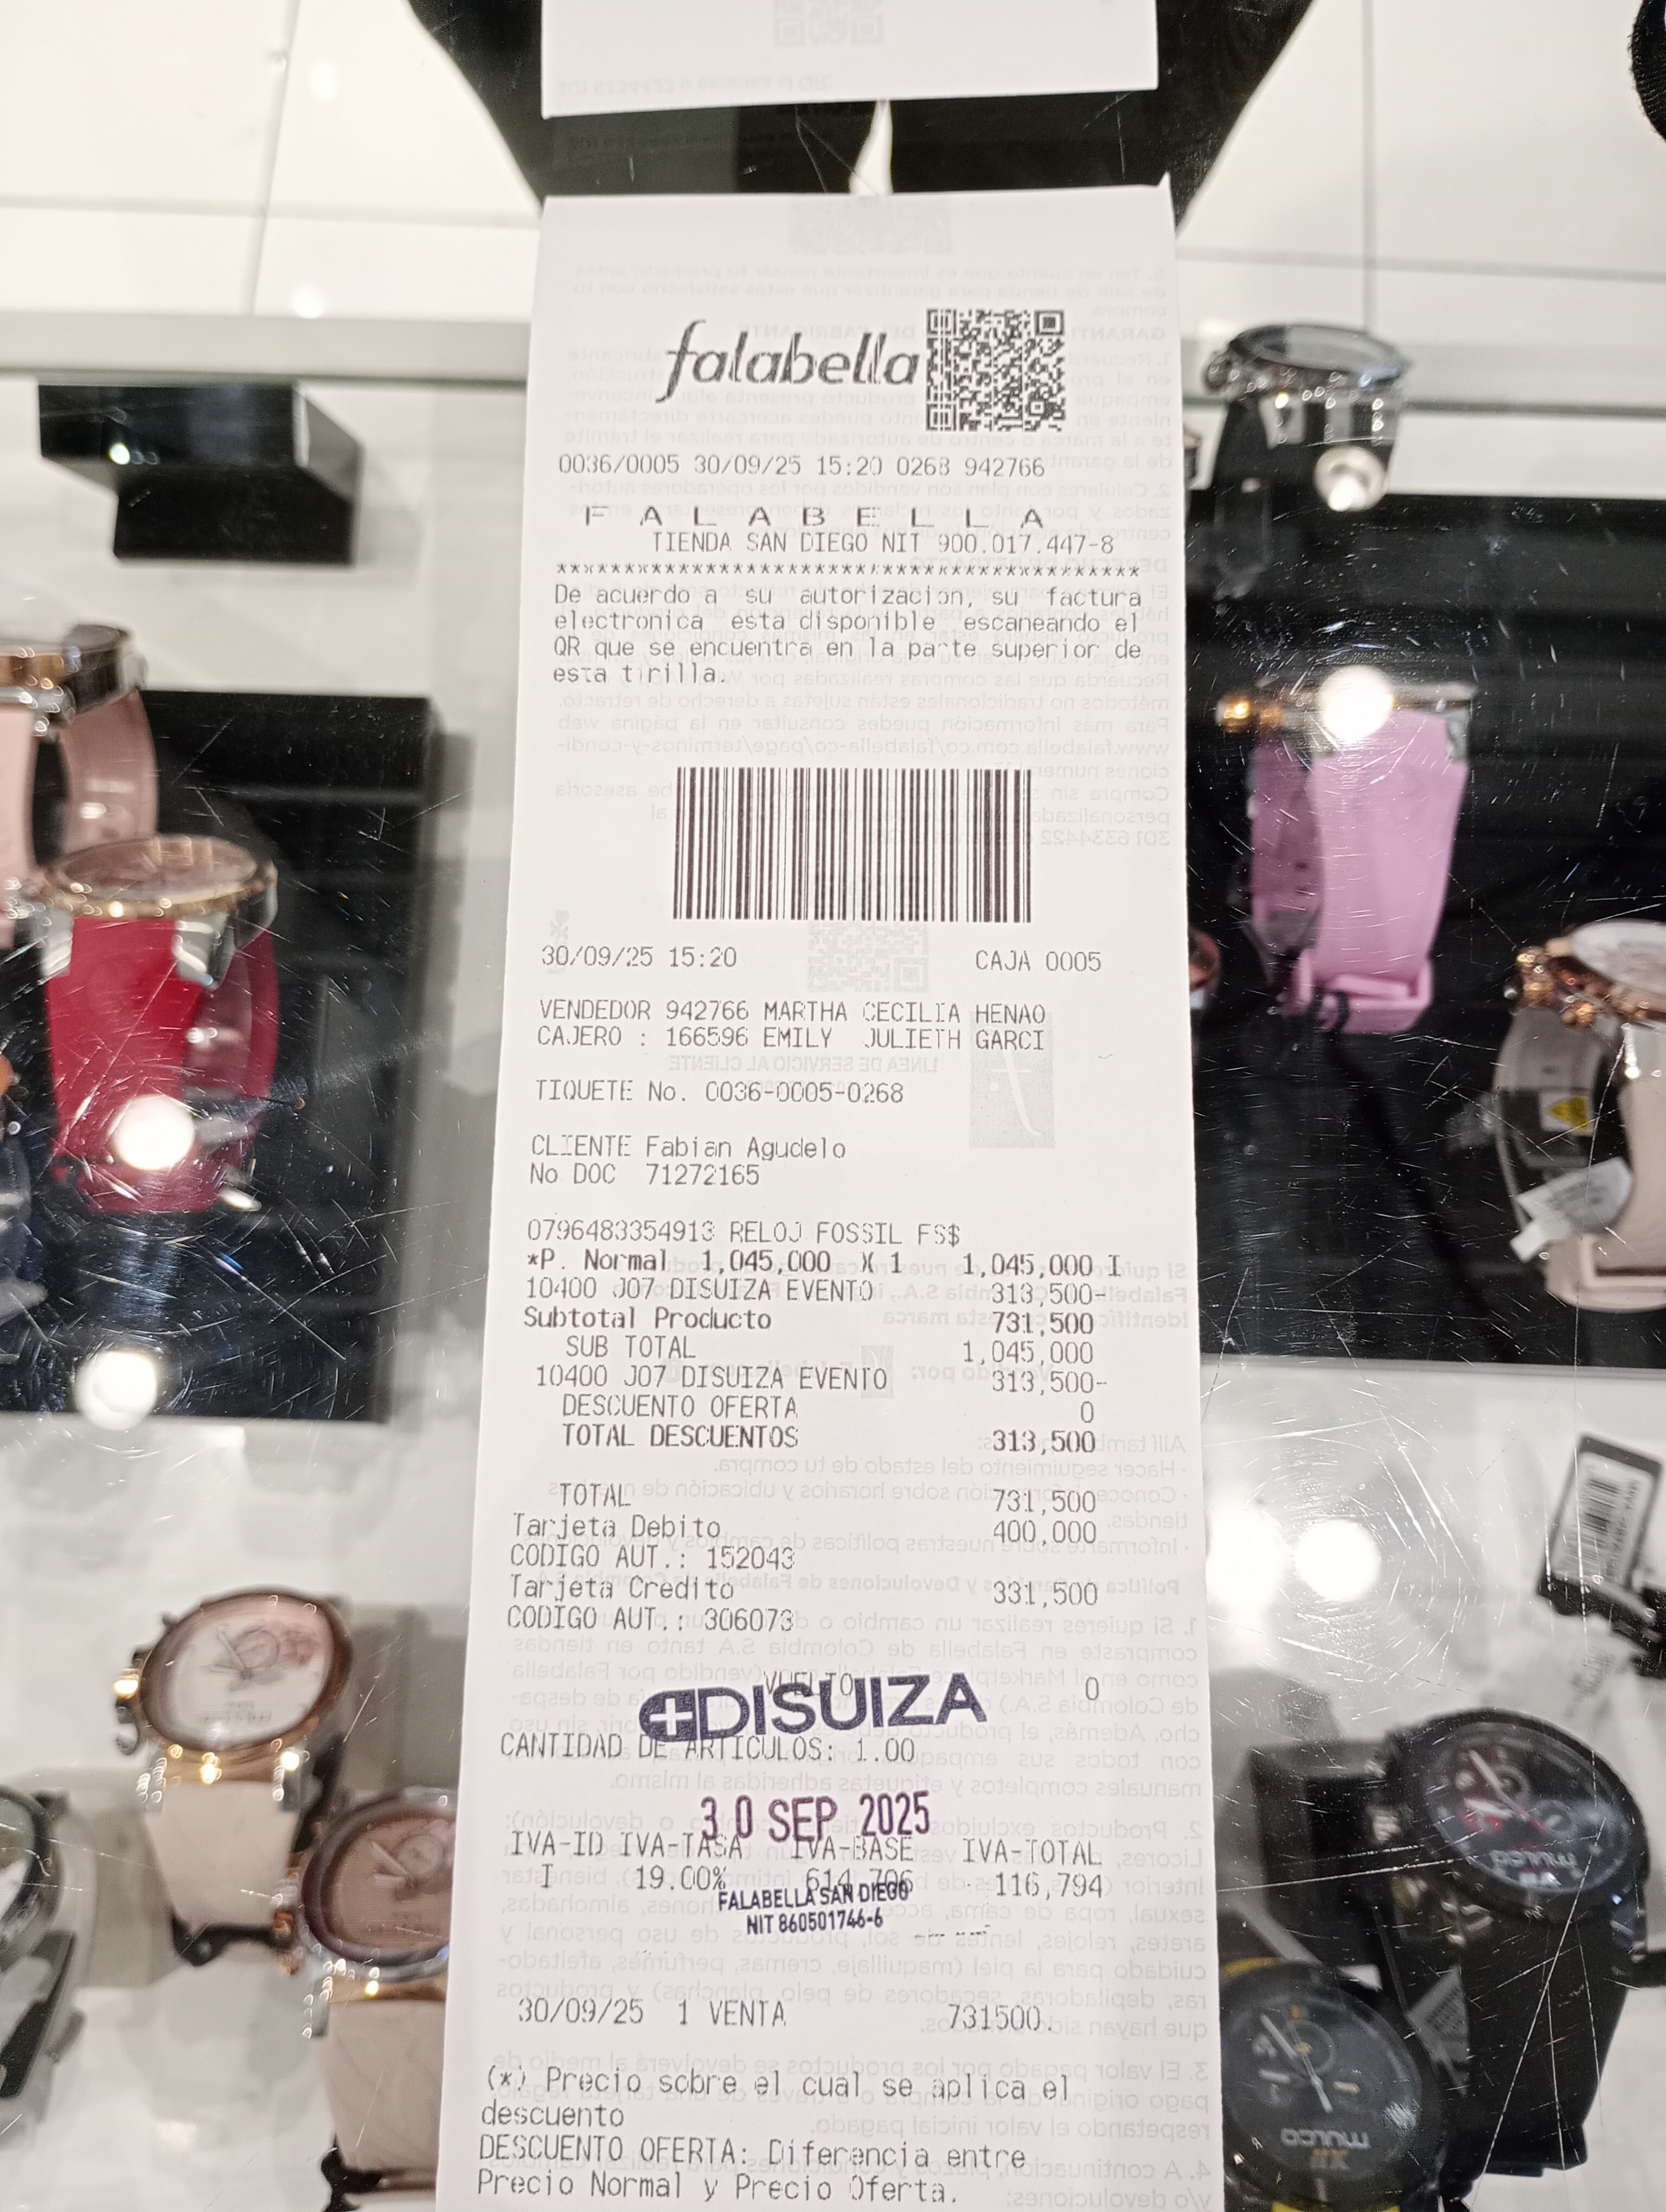 falabella
0036/0005 30/09/25 15:20 0268 942766
F A L A B E L L A
TIENDA SAN DIEGO NIT 900.017.447-8
********************************************
De acuerdo a su autorizacion, su factura
electronica esta disponible escaneando el
QR que se encuentra en la parte superior de
esta tirilla.
30/09/25 15:20 CAJA 0005
VENDEDOR 942766 MARTHA CECILIA HENAO
CAJERO : 166596 EMILY JULIETH GARCI
TIQUETE No. 0036-0005-0268
CLIENTE Fabian Agudelo
No DOC 71272165
0796483354913 RELOJ FOSSIL FS$
*P. Normal 1,045,000 X 1 1,045,000 I
10400 J07 DISUIZA EVENTO 313,500-
Subtotal Producto 731,500
SUB TOTAL 1,045,000
10400 J07 DISUIZA EVENTO 313,500-
DESCUENTO OFERTA 0
TOTAL DESCUENTOS 313,500
TOTAL 731,500
Tarjeta Debito 400,000
CODIGO AUT.: 152043
Tarjeta Credito 331,500
CODIGO AUT.: 306073
VUELTO 0
DISUIZA
CANTIDAD DE ARTICULOS: 1.00
30 SEP 2025
IVA-ID IVA-TASA IVA-BASE IVA-TOTAL
I 19.00% 614,706 116,794
FALABELLA SAN DIEGO
NIT 860501746-6
30/09/25 1 VENTA 731500.
(*) Precio sobre el cual se aplica el
descuento
DESCUENTO OFERTA: Diferencia entre
Precio Normal y Precio Oferta.
mulco
mulco